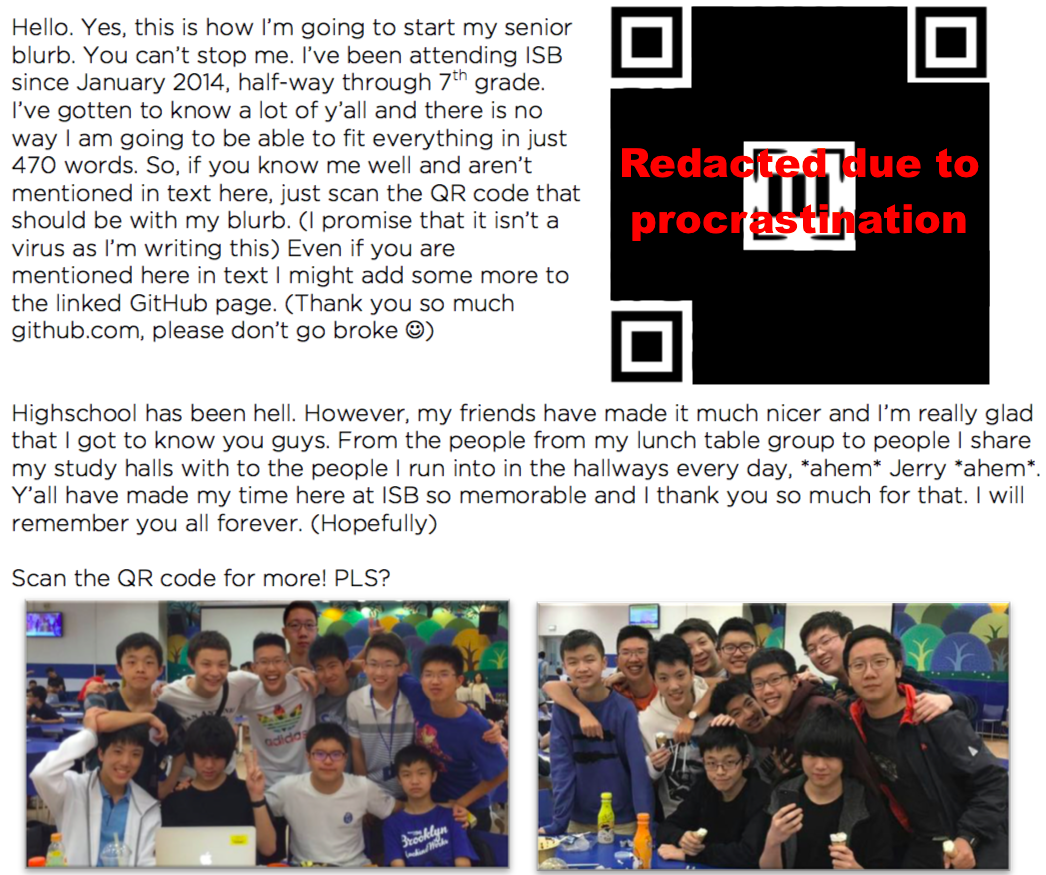 Hello. Yes, this is how I’m going to start my senior
blurb. You can’t stop me. I’ve been attending ISB
since January 2014, half-way through 7th grade.
I’ve gotten to know a lot of y’all and there is no
way I am going to be able to fit everything in just
470 words. So, if you know me well and aren’t
mentioned in text here, just scan the QR code that
should be with my blurb. (I promise that it isn’t a
virus as I’m writing this) Even if you are
mentioned here in text I might add some more to
the linked GitHub page. (Thank you so much
github.com, please don’t go broke ☺)
Redacted due to
procrastination
Highschool has been hell. However, my friends have made it much nicer and I’m really glad
that I got to know you guys. From the people from my lunch table group to people I share
my study halls with to the people I run into in the hallways every day, *ahem* Jerry *ahem*.
Y’all have made my time here at ISB so memorable and I thank you so much for that. I will
remember you all forever. (Hopefully)
Scan the QR code for more! PLS?
adidas
Brooklyn